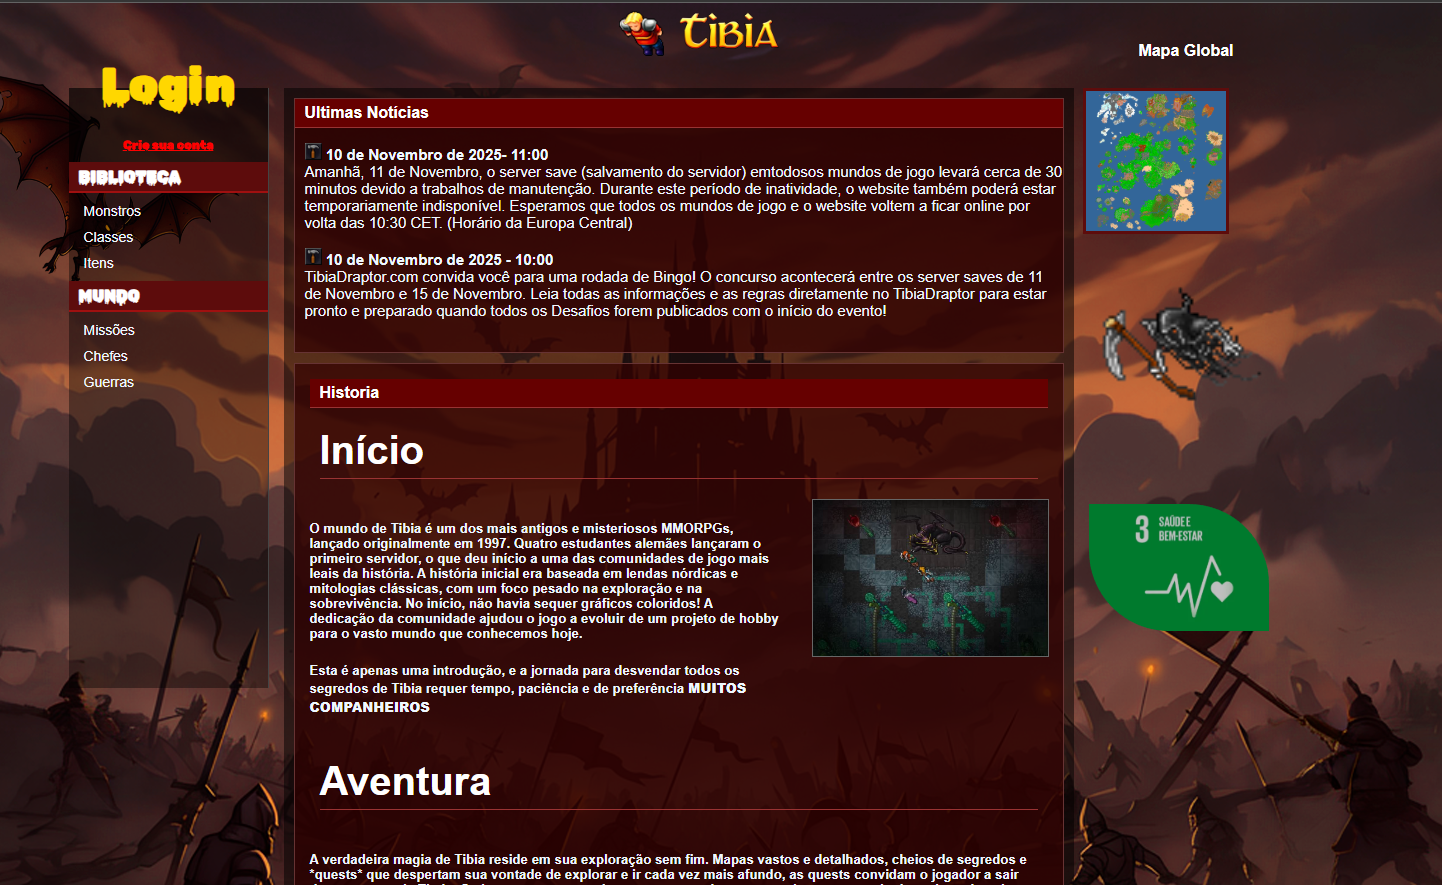 TIBIA
Mapa Global
Login
Crie sua conta
BIBLIOTECA
Monstros
Classes
Itens
MUNDO
Missões
Chefes
Guerras
Ultimas Notícias
10 de Novembro de 2025- 11:00
Amanhã, 11 de Novembro, o server save (salvamento do servidor) emtodosos mundos de jogo levará cerca de 30
minutos devido a trabalhos de manutenção. Durante este período de inatividade, o website também poderá estar
temporariamente indisponível. Esperamos que todos os mundos de jogo e o website voltem a ficar online por
volta das 10:30 CET. (Horário da Europa Central)
10 de Novembro de 2025 - 10:00
TibiaDraptor.com convida você para uma rodada de Bingo! O concurso acontecerá entre os server saves de 11
de Novembro e 15 de Novembro. Leia todas as informações e as regras diretamente no TibiaDraptor para estar
pronto e preparado quando todos os Desafios forem publicados com o início do evento!
Historia
Início
O mundo de Tibia é um dos mais antigos e misteriosos MMORPGs,
lançado originalmente em 1997. Quatro estudantes alemães lançaram o
primeiro servidor, o que deu início a uma das comunidades de jogo mais
leais da história. A história inicial era baseada em lendas nórdicas e
mitologias clássicas, com um foco pesado na exploração e na
sobrevivência. No início, não havia sequer gráficos coloridos! A
dedicação da comunidade ajudou o jogo a evoluir de um projeto de hobby
para o vasto mundo que conhecemos hoje.
Esta é apenas uma introdução, e a jornada para desvendar todos os
segredos de Tibia requer tempo, paciência e de preferência MUITOS
COMPANHEIROS
Aventura
A verdadeira magia de Tibia reside em sua exploração sem fim. Mapas vastos e detalhados, cheios de segredos e
*quests* que despertam sua vontade de explorar e ir cada vez mais afundo, as quests convidam o jogador a sair
3 SAÚDE E
BEM-ESTAR